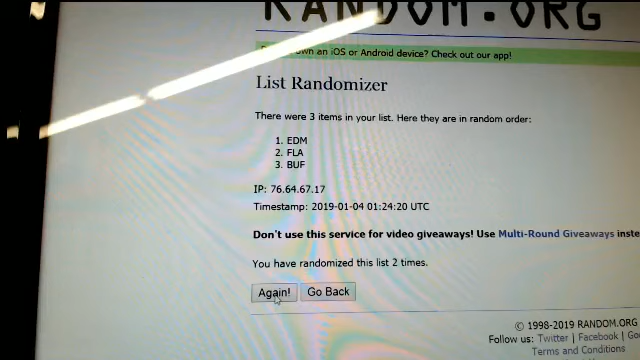 RANDOM.ORG
own an iOS or Android device? Check out our app!
List Randomizer
There were 3 items in your list. Here they are in random order:
1. EDM
2. FLA
3. BUF
IP: 76.64.67.17
Timestamp: 2019-01-04 01:24:20 UTC
Don't use this service for video giveaways! Use Multi-Round Giveaways inste
You have randomized this list 2 times.
Again! Go Back
© 1998-2019 RANDOM.ORG
Follow us: Twitter | Facebook | Go
Terms and Conditions